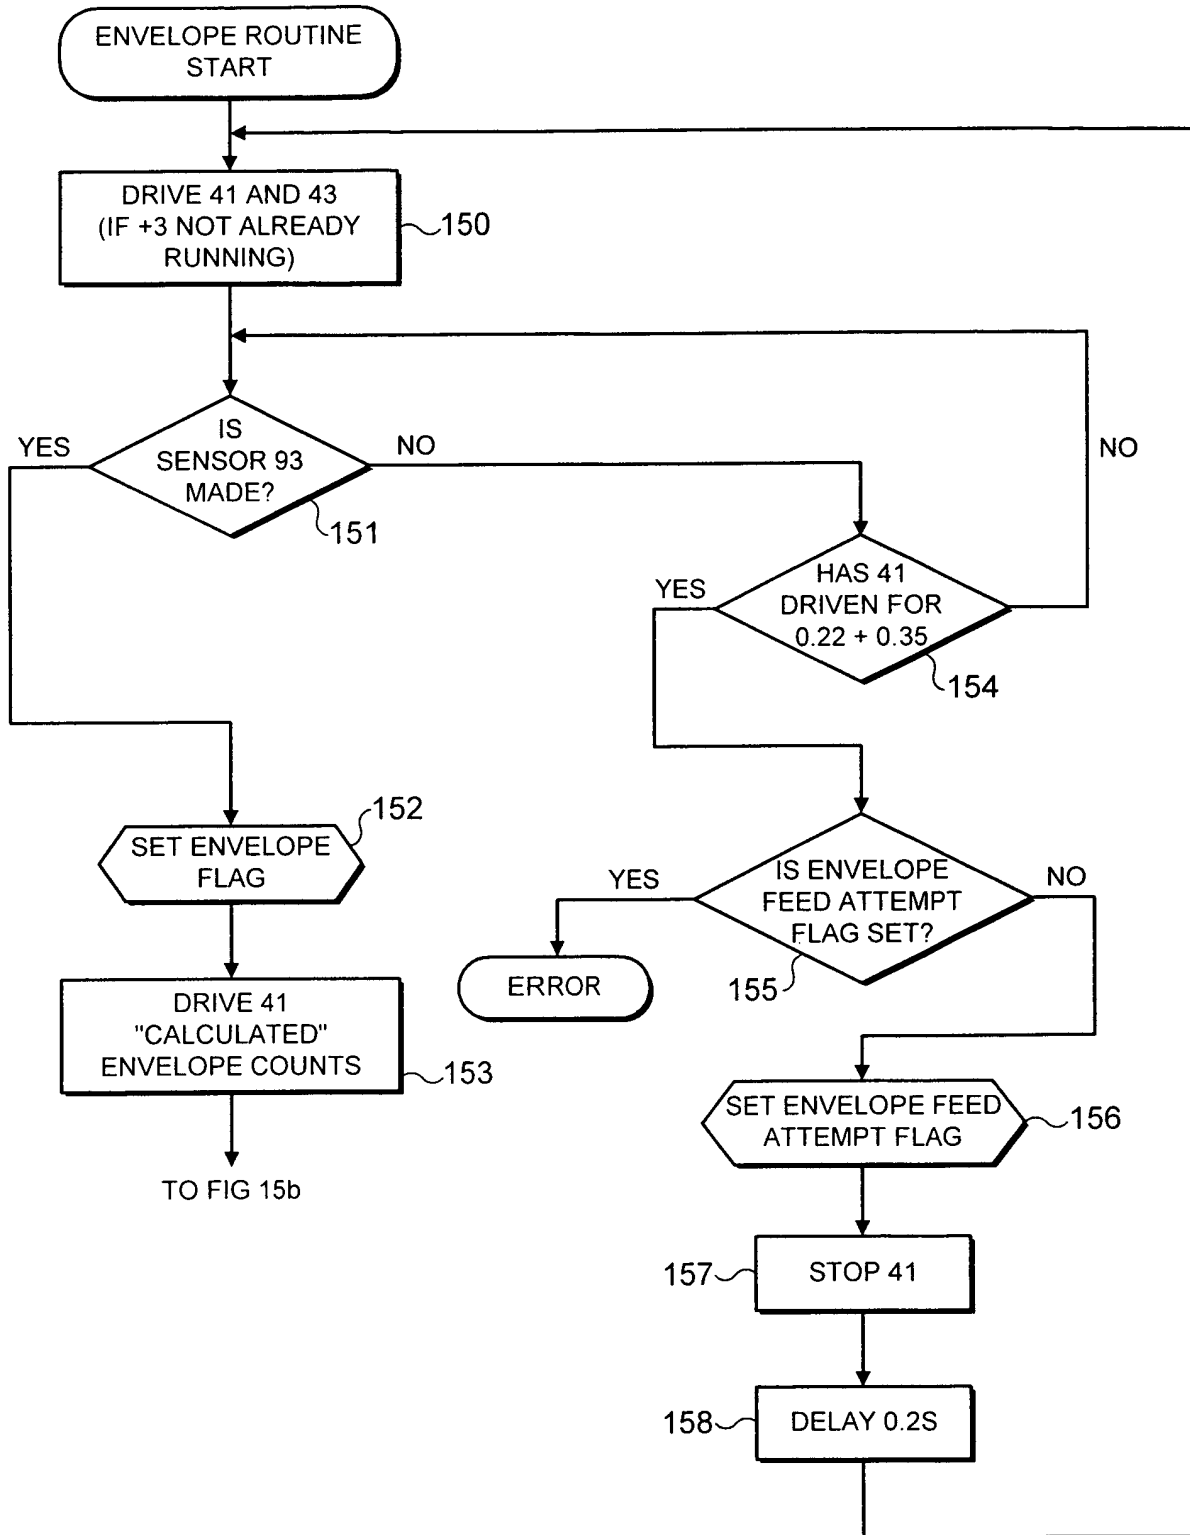 ENVELOPE ROUTINE
START
DRIVE 41 AND 43
(IF +3 NOT ALREADY
RUNNING)
150
IS
SENSOR 93
MADE?
YES
NO
151
HAS 41
DRIVEN FOR
0.22 + 0.35
YES
NO
154
SET ENVELOPE
FLAG
152
IS ENVELOPE
FEED ATTEMPT
FLAG SET?
YES
NO
155
ERROR
DRIVE 41
"CALCULATED"
ENVELOPE COUNTS
153
TO FIG 15b
SET ENVELOPE FEED
ATTEMPT FLAG
156
STOP 41
157
DELAY 0.2S
158